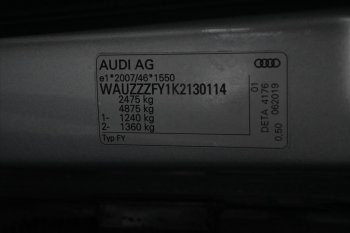 AUDI AG
e1*2007/46*1550
WAUZZZFY1K2130114
2475 kg
4875 kg
1- 1240 kg
2- 1360 kg
Typ FY
01
DETA 4176
0,50 062019